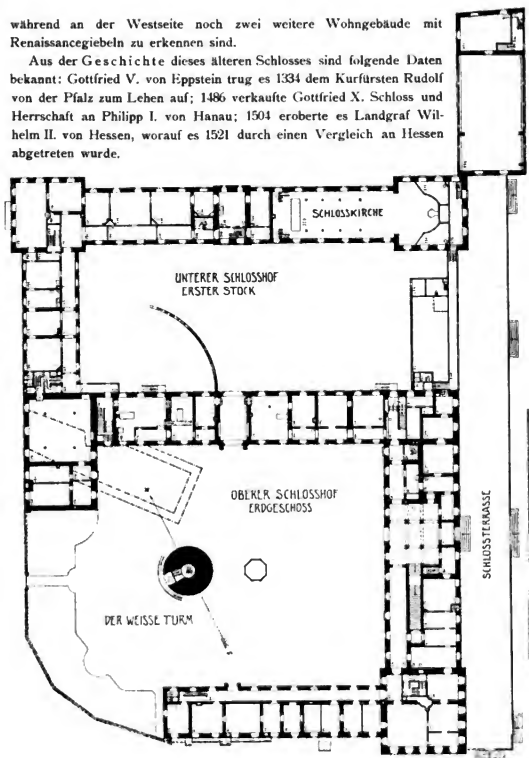 während an der Westseite noch zwei weitere Wohngebäude mit
Renaissancegiebeln zu erkennen sind.
Aus der Geschichte dieses älteren Schlosses sind folgende Daten
bekannt: Gottfried V. von Eppstein trug es 1334 dem Kurfürsten Rudolf
von der Pfalz zum Lehen auf; 1486 verkaufte Gottfried X. Schloss und
Herrschaft an Philipp I. von Hanau; 1504 eroberte es Landgraf Wil-
helm II. von Hessen, worauf es 1521 durch einen Vergleich an Hessen
abgetreten wurde.
SCHLOSSKIRCHE
UNTERER SCHLOSSHOF
ERSTER STOCK
OBERER SCHLOSSHOF
ERDGESCHOSS
SCHLOSSTERRASSE
DER WEISSE TURM